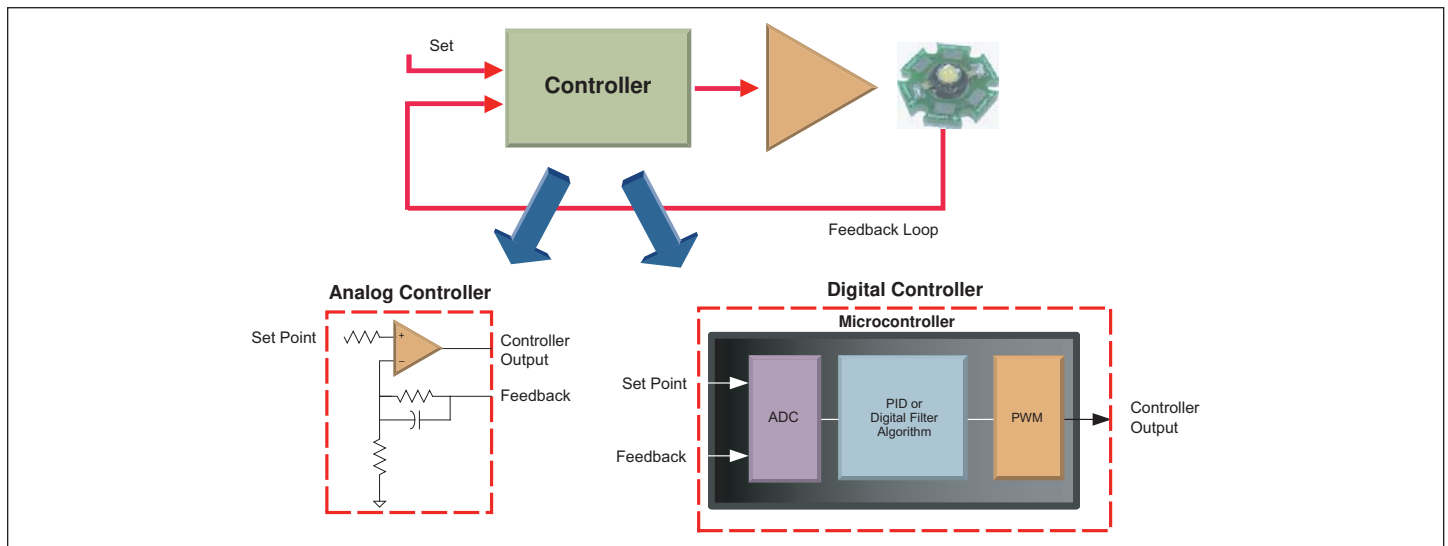 Set
Controller
Feedback Loop
Analog Controller
Set Point
+
–
Controller
Output
Feedback
Digital Controller
Microcontroller
Set Point
Feedback
ADC
PID or
Digital Filter
Algorithm
PWM
Controller
Output